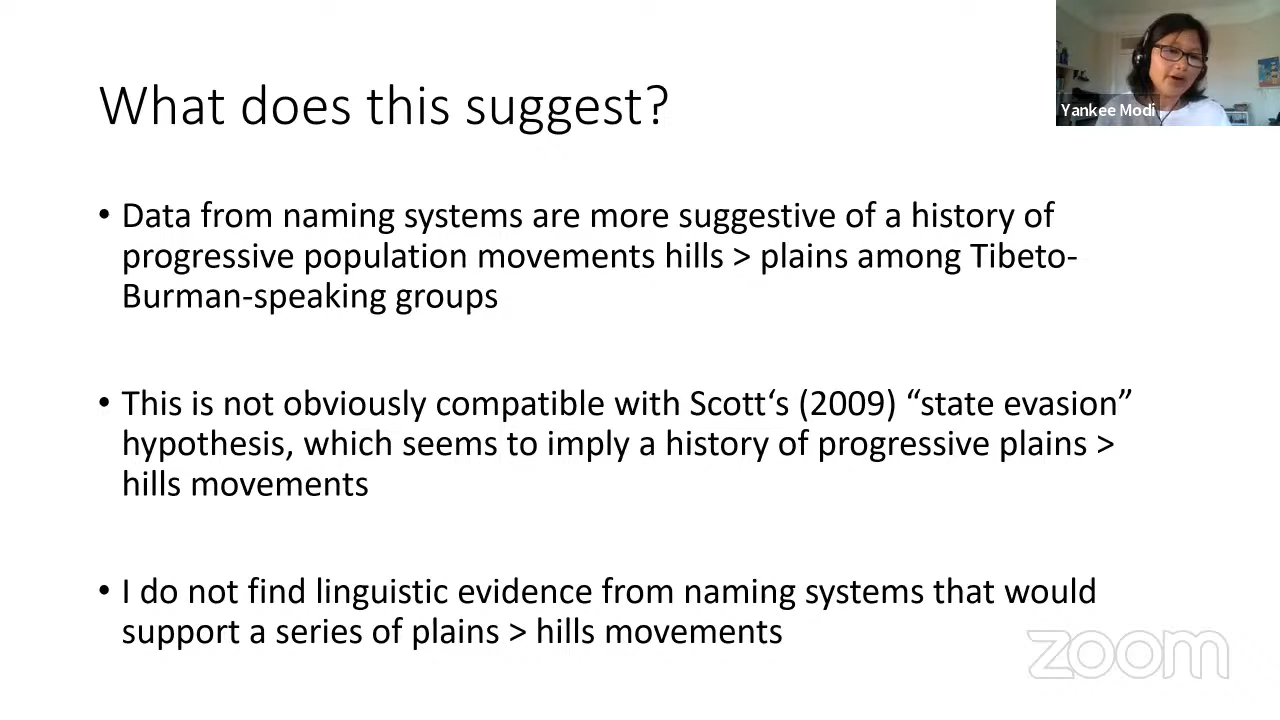 What does this suggest?
Yankee Modi
• Data from naming systems are more suggestive of a history of
progressive population movements hills > plains among Tibeto-
Burman-speaking groups
• This is not obviously compatible with Scott‘s (2009) “state evasion”
hypothesis, which seems to imply a history of progressive plains >
hills movements
• I do not find linguistic evidence from naming systems that would
support a series of plains > hills movements
zoom